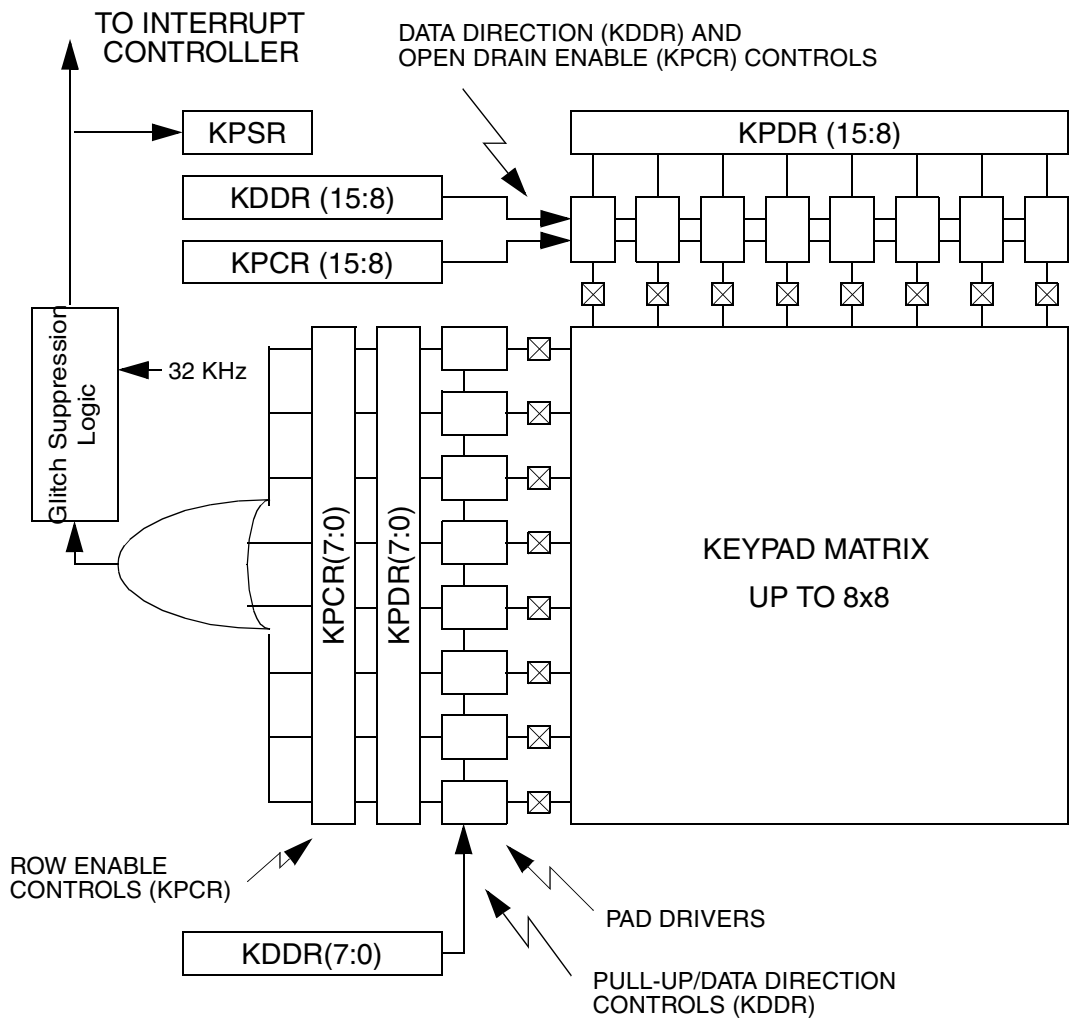 TO INTERRUPT
CONTROLLER
DATA DIRECTION (KDDR) AND
OPEN DRAIN ENABLE (KPCR) CONTROLS
KPSR
KPDR (15:8)
KDDR (15:8)
KPCR (15:8)
Glitch Suppression
Logic
32 KHz
KPCR(7:0)
KPDR(7:0)
KEYPAD MATRIX
UP TO 8x8
ROW ENABLE
CONTROLS (KPCR)
PAD DRIVERS
KDDR(7:0)
PULL-UP/DATA DIRECTION
CONTROLS (KDDR)